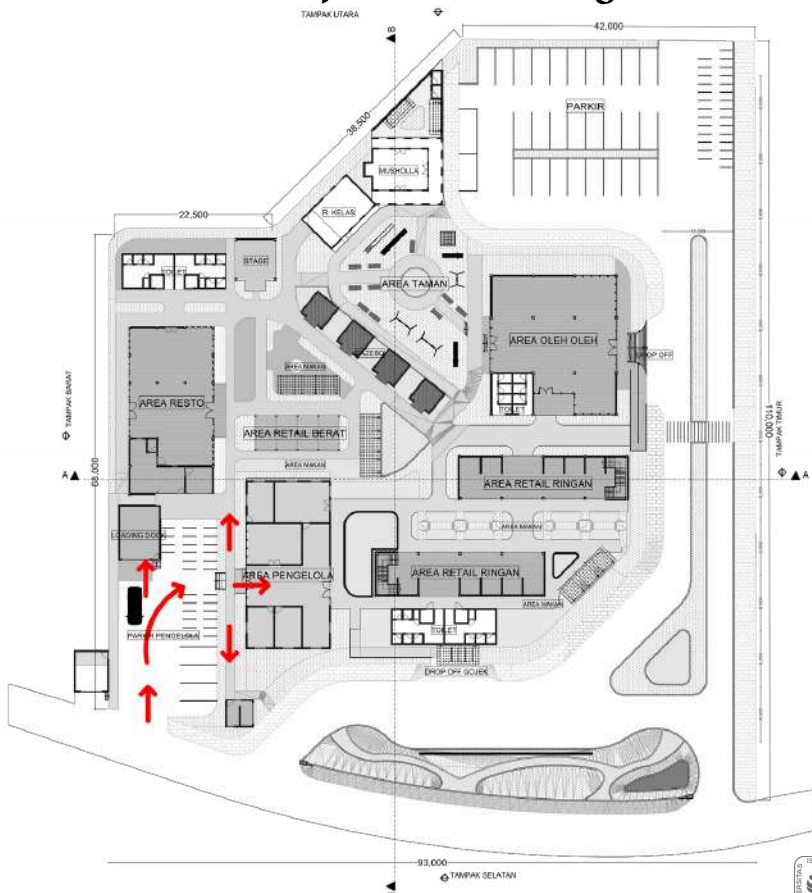 TAMPAK UTARA
B
42,000
PARKIR
38,500
MUSHOLLA
R. KELAS
22,500
TOILET
STAGE
AREA TAMAN
AREA OLEH OLEH
DROP OFF
GAZEBO
AREA MAKAN
TAMPAK BARAT
AREA RESTO
TOILET
AREA RETAIL BERAT
110,000
TAMPAK TIMUR
AREA MAKAN
A
68,000
AREA RETAIL RINGAN
A
LOADING DOCK
AREA MAKAN
AREA PENGELOLA
AREA RETAIL RINGAN
AREA MAKAN
PARKIR PENGELOLA
TOILET
DROP OFF GOJEK
93,000
TAMPAK SELATAN